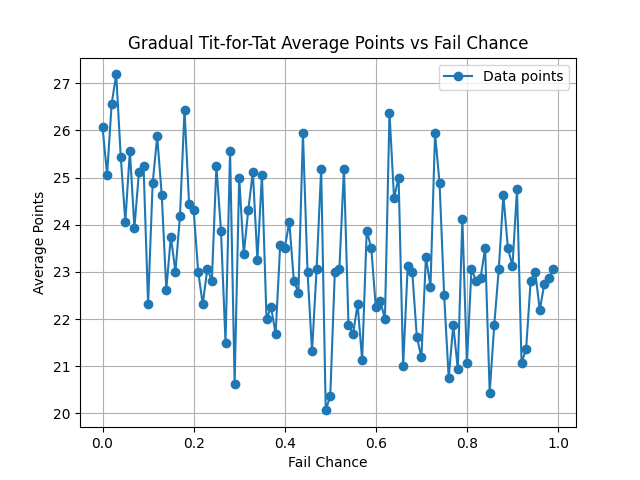 Gradual Tit-for-Tat Average Points vs Fail Chance
Data points
27
26
25
24
23
22
21
20
Average Points
0.0 0.2 0.4 0.6 0.8 1.0
Fail Chance